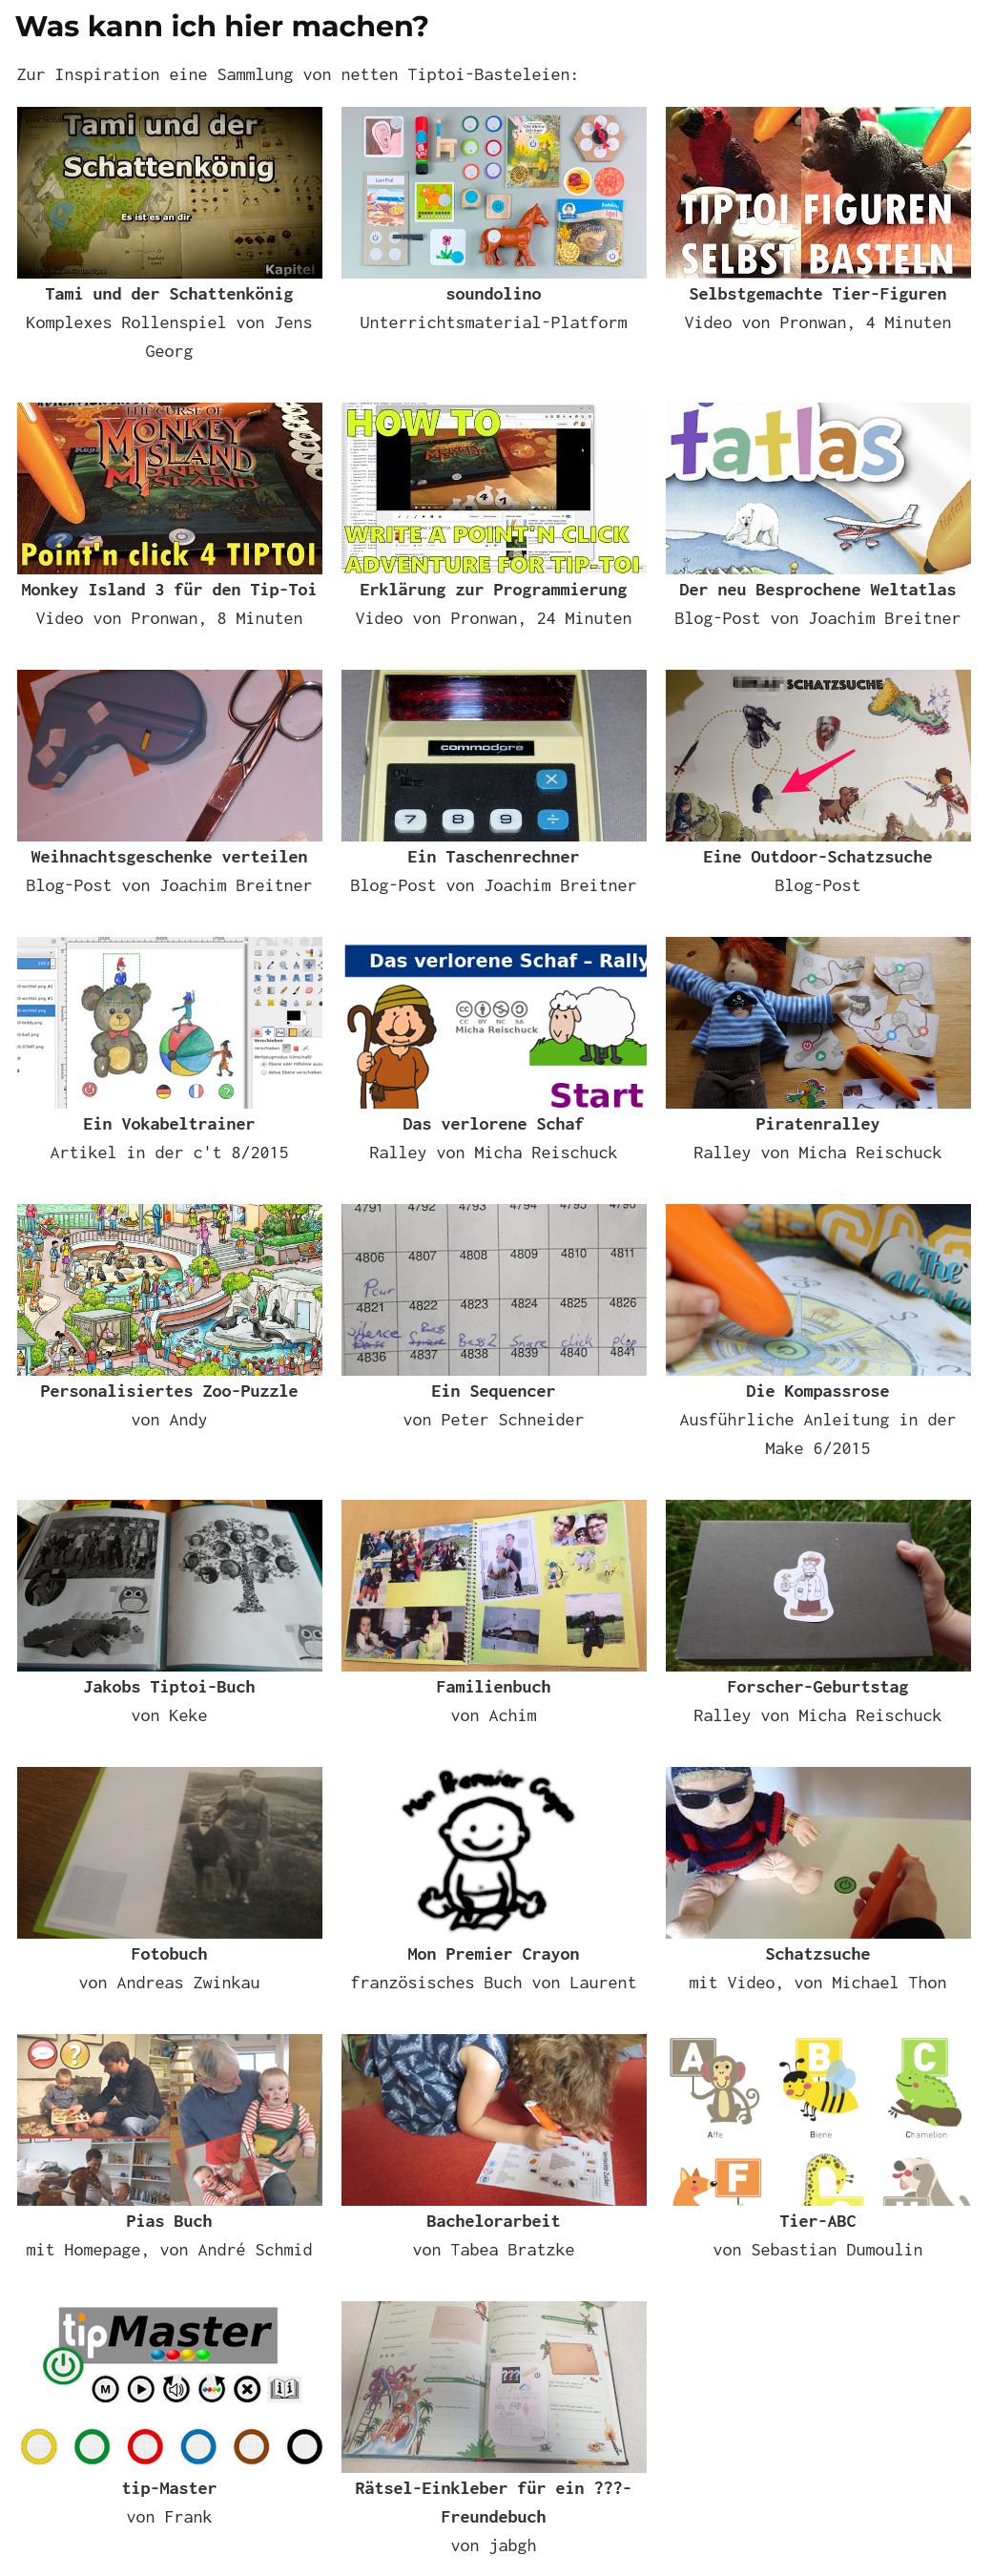 Was kann ich hier machen?
Zur Inspiration eine Sammlung von netten Tiptoi-Basteleien:
Tami und der
Schattenkönig
Es ist es an dir
Kapitel
Tami und der Schattenkönig
Komplexes Rollenspiel von Jens
Georg
soundolino
Unterrichtsmaterial-Platform
TIPTOI FIGUREN
SELBST BASTELN
Selbstgemachte Tier-Figuren
Video von Pronwan, 4 Minuten
THE CURSE OF
MONKEY
ISLAND
Point'n click 4 TIPTOI
Monkey Island 3 für den Tip-Toi
Video von Pronwan, 8 Minuten
HOW TO
WRITE A POINT'N CLICK
ADVENTURE FOR TIP-TOI
Erklärung zur Programmierung
Video von Pronwan, 24 Minuten
tatlas
Der neu Besprochene Weltatlas
Blog-Post von Joachim Breitner
Weihnachtsgeschenke verteilen
Blog-Post von Joachim Breitner
commodore
×
7 8 9 ÷
Ein Taschenrechner
Blog-Post von Joachim Breitner
SCHATZSUCHE
Eine Outdoor-Schatzsuche
Blog-Post
Verschieben
Ein Vokabeltrainer
Artikel in der c't 8/2015
Das verlorene Schaf – Rally
CC BY NC SA
Micha Reischuck
Start
Das verlorene Schaf
Ralley von Micha Reischuck
Piratenralley
Ralley von Micha Reischuck
Personalisiertes Zoo-Puzzle
von Andy
4791 4792 4793 4794 4795 4796
4806 4807 4808 4809 4810 4811
4821 4822 4823 4824 4825 4826
silence Bass Bass2 Snare click plop
4836 4837 4838 4839 4840 4841
Ein Sequencer
von Peter Schneider
The
Die Kompassrose
Ausführliche Anleitung in der
Make 6/2015
Jakobs Tiptoi-Buch
von Keke
Familienbuch
von Achim
Forscher-Geburtstag
Ralley von Micha Reischuck
Fotobuch
von Andreas Zwinkau
Mon Premier Crayon
Mon Premier Crayon
französisches Buch von Laurent
Schatzsuche
mit Video, von Michael Thon
?
Pias Buch
mit Homepage, von André Schmid
Bachelorarbeit
von Tabea Bratzke
A B C
Affe Biene Chamelion
F
Tier-ABC
von Sebastian Dumoulin
tipMaster
M
tip-Master
von Frank
???
Rätsel-Einkleber für ein ???-
Freundebuch
von jabgh